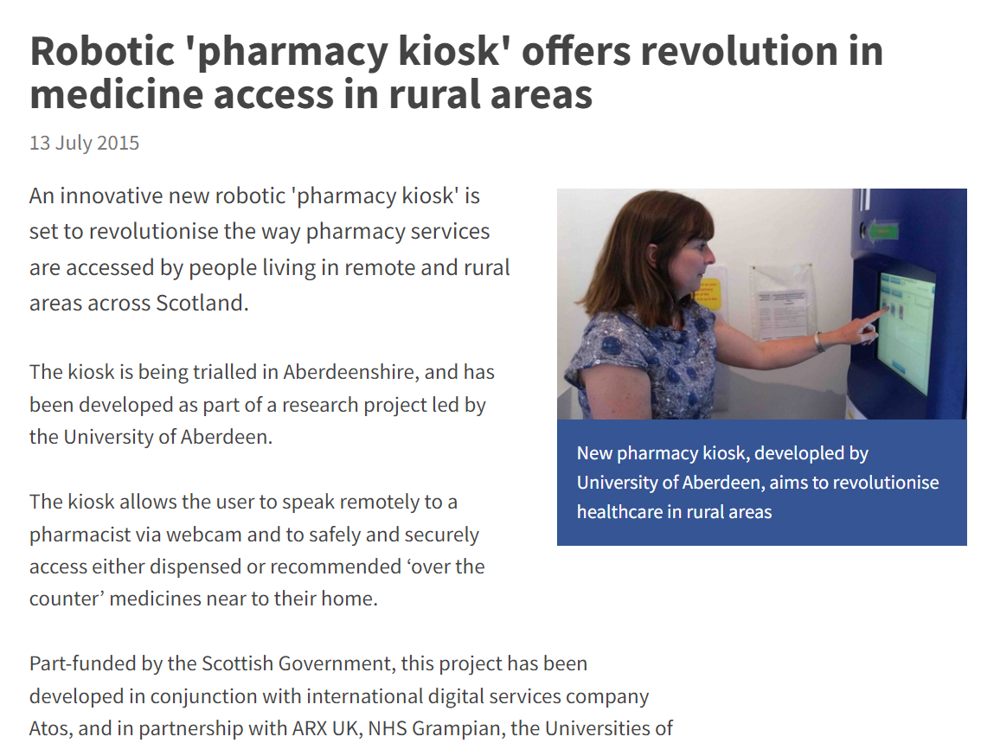 Robotic 'pharmacy kiosk' offers revolution in
medicine access in rural areas
13 July 2015
An innovative new robotic 'pharmacy kiosk' is
set to revolutionise the way pharmacy services
are accessed by people living in remote and rural
areas across Scotland.
The kiosk is being trialled in Aberdeenshire, and has
been developed as part of a research project led by
the University of Aberdeen.
The kiosk allows the user to speak remotely to a
pharmacist via webcam and to safely and securely
access either dispensed or recommended ‘over the
counter’ medicines near to their home.
Part-funded by the Scottish Government, this project has been
developed in conjunction with international digital services company
Atos, and in partnership with ARX UK, NHS Grampian, the Universities of
New pharmacy kiosk, developled by
University of Aberdeen, aims to revolutionise
healthcare in rural areas